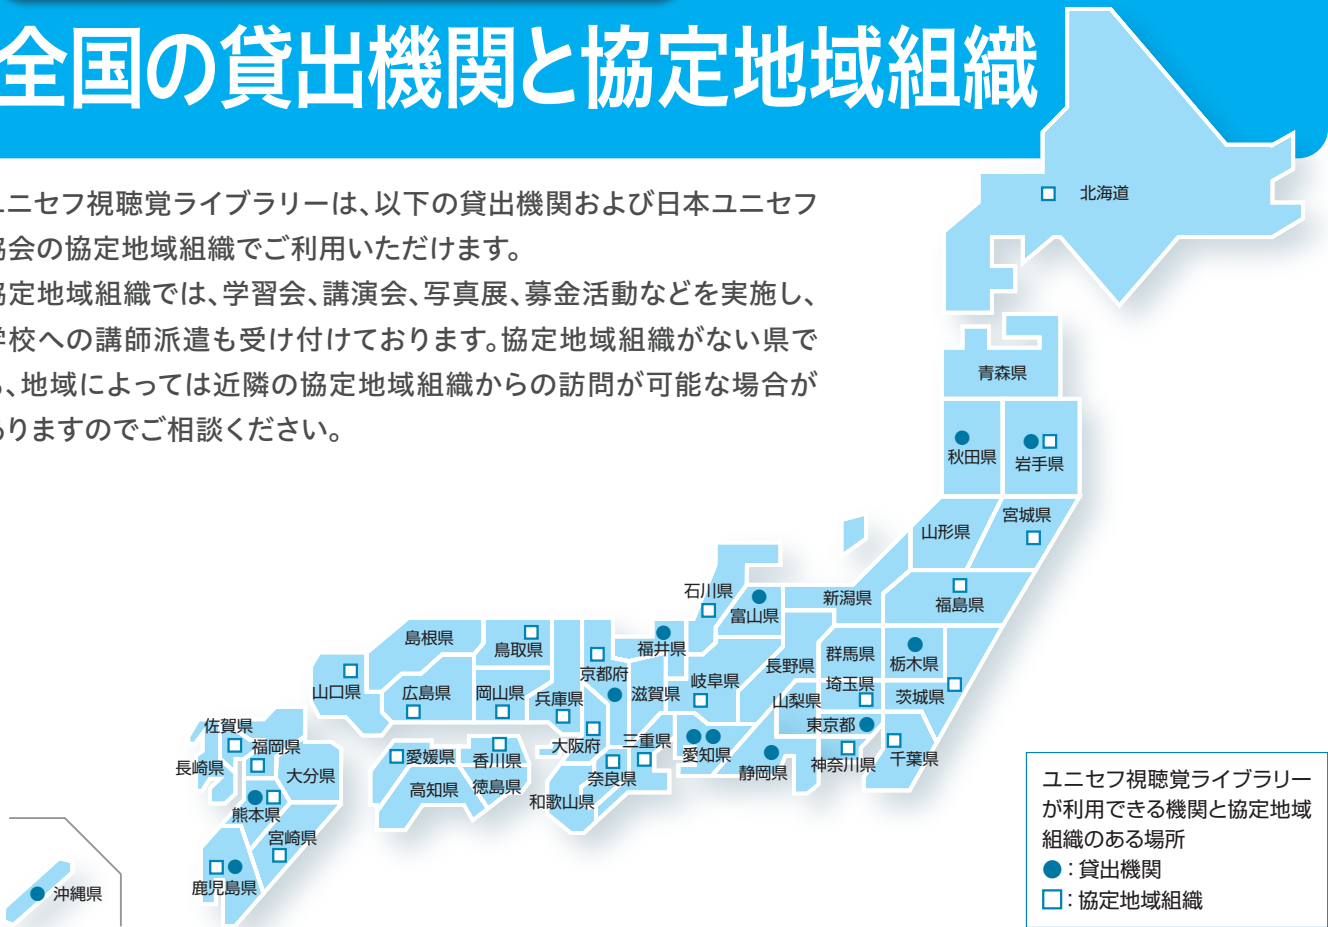 全国の貸出機関と協定地域組織
ユニセフ視聴覚ライブラリーは、以下の貸出機関および日本ユニセフ
協会の協定地域組織でご利用いただけます。
協定地域組織では、学習会、講演会、写真展、募金活動などを実施し、
学校への講師派遣も受け付けております。協定地域組織がない県で
も、地域によっては近隣の協定地域組織からの訪問が可能な場合が
ありますのでご相談ください。
北海道
青森県
秋田県
岩手県
宮城県
山形県
福島県
石川県
富山県
新潟県
島根県
鳥取県
京都府
福井県
長野県
群馬県
栃木県
山口県
広島県
岡山県
兵庫県
滋賀県
岐阜県
山梨県
埼玉県
茨城県
東京都
佐賀県
福岡県
長崎県
大分県
愛媛県
香川県
大阪府
三重県
愛知県
静岡県
神奈川県
千葉県
高知県
徳島県
奈良県
和歌山県
熊本県
宮崎県
鹿児島県
沖縄県
ユニセフ視聴覚ライブラリー
が利用できる機関と協定地域
組織のある場所
●：貸出機関
□：協定地域組織